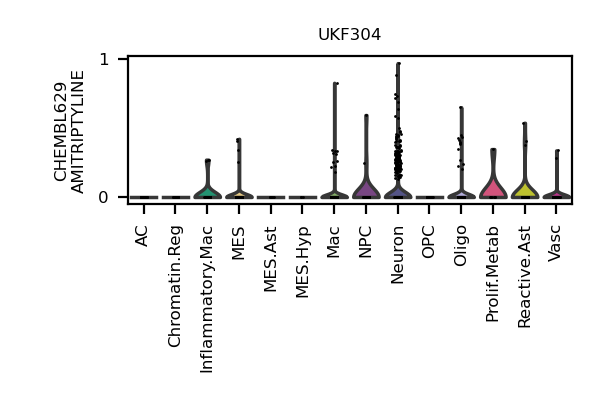 UKF304
CHEMBL629
AMITRIPTYLINE
1
0
AC
Chromatin.Reg
Inflammatory.Mac
MES
MES.Ast
MES.Hyp
Mac
NPC
Neuron
OPC
Oligo
Prolif.Metab
Reactive.Ast
Vasc